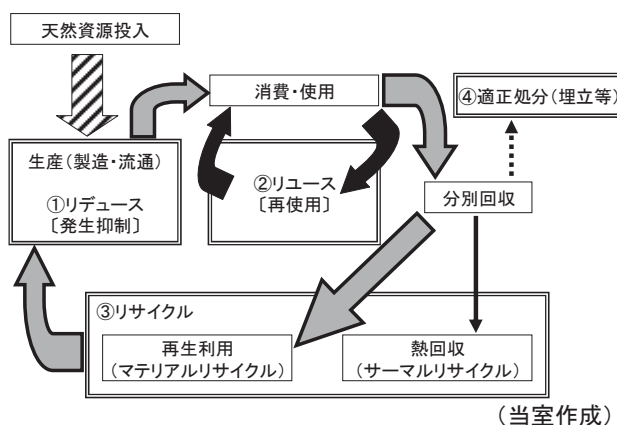 天然資源投入
消費・使用
④適正処分(埋立等)
生産(製造・流通)
①リデュース
[発生抑制]
②リユース
[再使用]
分別回収
③リサイクル
再生利用
(マテリアルリサイクル)
熱回収
(サーマルリサイクル)
(当室作成)